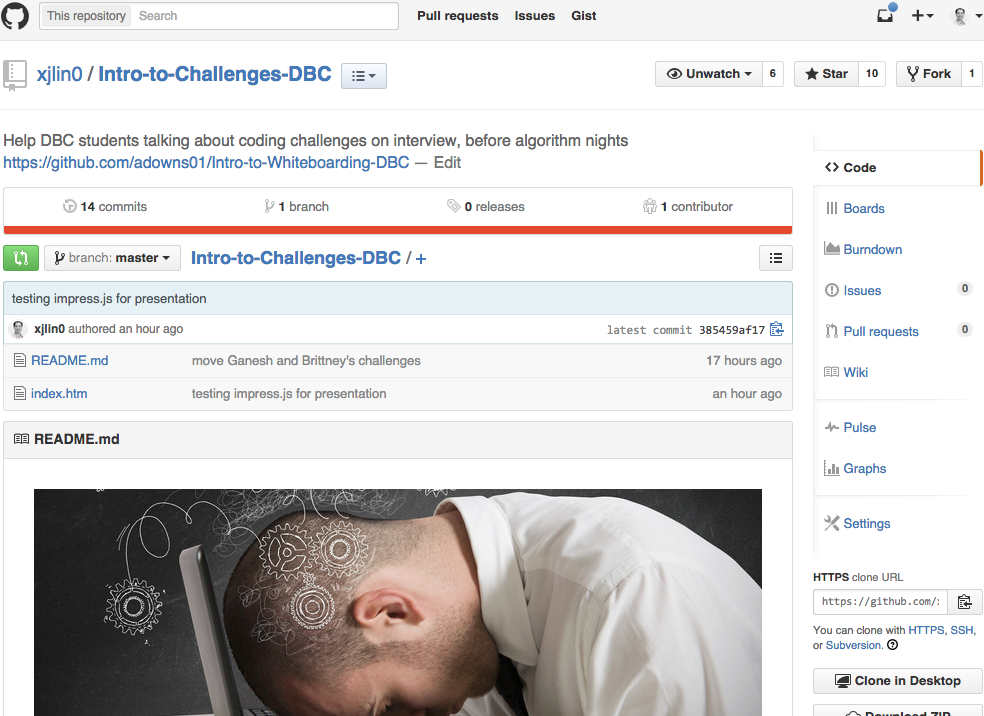 This repository Search Pull requests Issues Gist
xjlin0 / Intro-to-Challenges-DBC Unwatch 6 Star 10 Fork 1
Help DBC students talking about coding challenges on interview, before algorithm nights
https://github.com/adowns01/Intro-to-Whiteboarding-DBC — Edit
14 commits 1 branch 0 releases 1 contributor
branch: master Intro-to-Challenges-DBC / +
testing impress.js for presentation
xjlin0 authored an hour ago latest commit 385459af17
README.md move Ganesh and Brittney's challenges 17 hours ago
index.htm testing impress.js for presentation an hour ago
README.md
Code
Boards
Burndown
Issues 0
Pull requests 0
Wiki
Pulse
Graphs
Settings
HTTPS clone URL
https://github.com/
You can clone with HTTPS, SSH,
or Subversion.
Clone in Desktop
Download ZIP